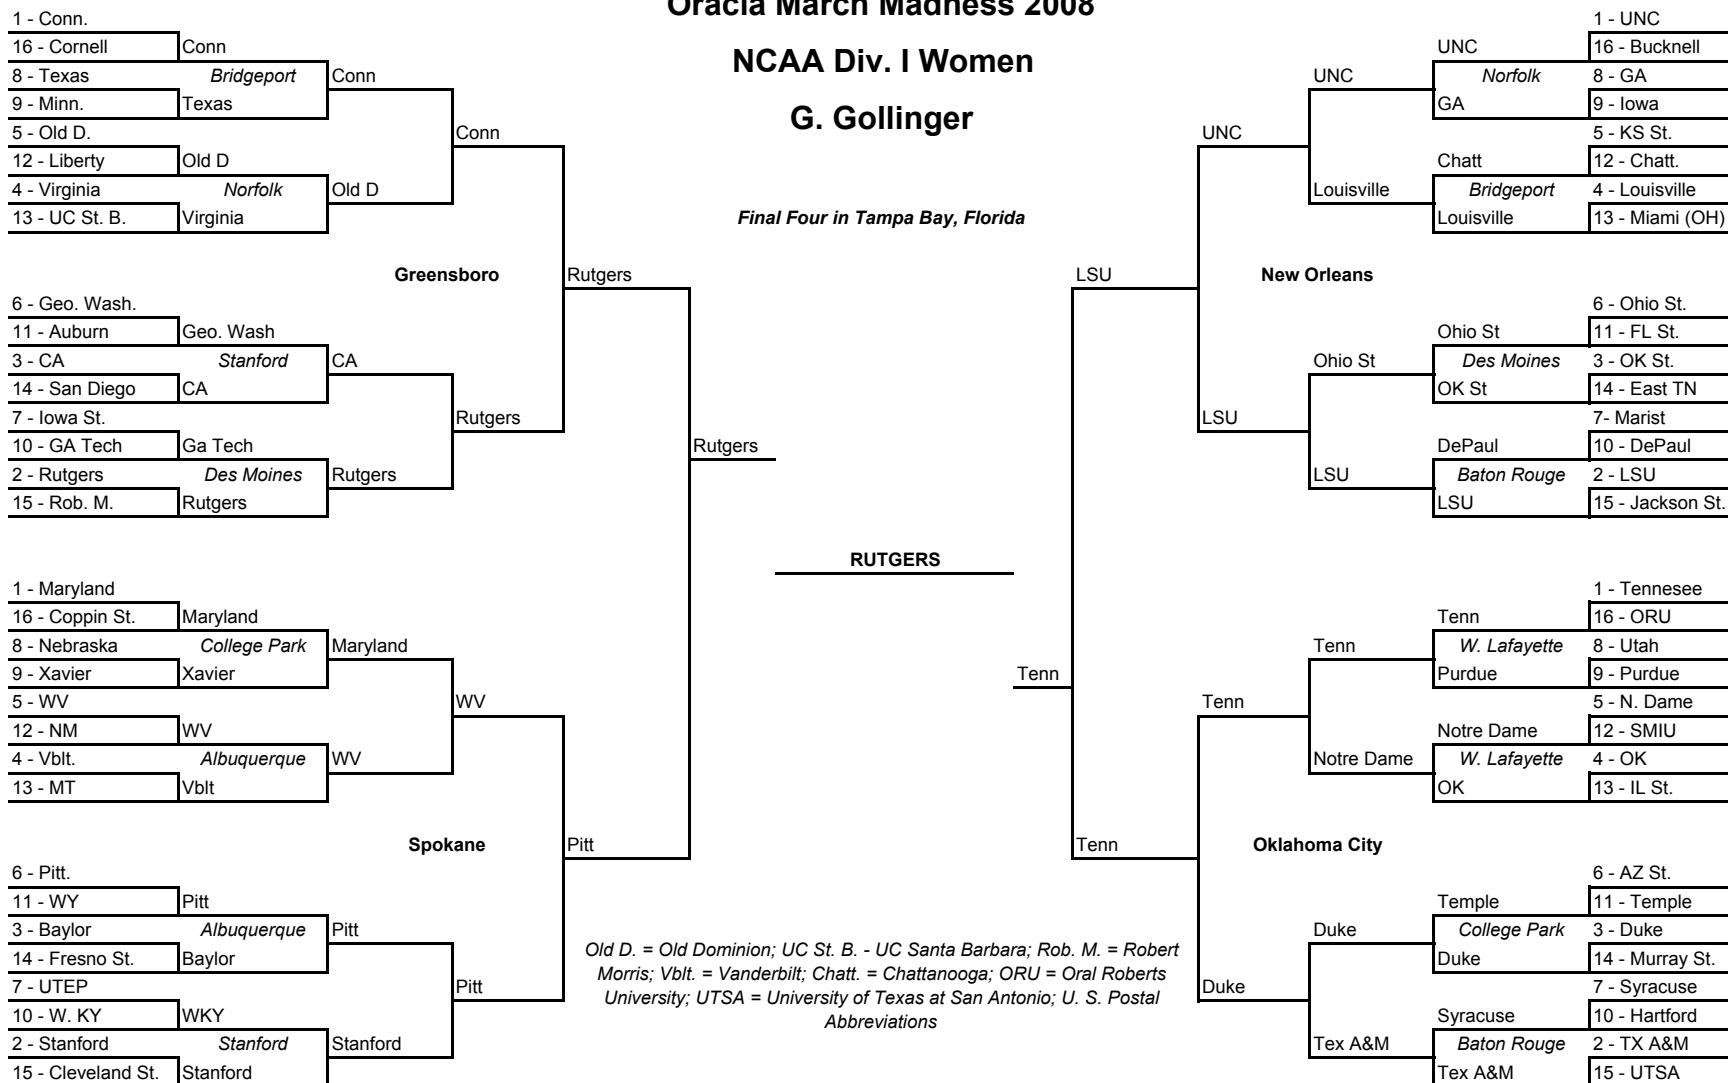 Oracia March Madness 2008
NCAA Div. I Women
G. Gollinger
Final Four in Tampa Bay, Florida
1 - Conn.
16 - Cornell
Conn
8 - Texas
Bridgeport
Conn
9 - Minn.
Texas
5 - Old D.
Conn
12 - Liberty
Old D
4 - Virginia
Norfolk
Old D
13 - UC St. B.
Virginia
Greensboro
Rutgers
6 - Geo. Wash.
11 - Auburn
Geo. Wash
3 - CA
Stanford
CA
14 - San Diego
CA
7 - Iowa St.
Rutgers
10 - GA Tech
Ga Tech
Rutgers
2 - Rutgers
Des Moines
Rutgers
15 - Rob. M.
Rutgers
RUTGERS
1 - Maryland
16 - Coppin St.
Maryland
8 - Nebraska
College Park
Maryland
9 - Xavier
Xavier
5 - WV
WV
12 - NM
WV
4 - Vblt.
Albuquerque
WV
13 - MT
Vblt
Spokane
Pitt
6 - Pitt.
11 - WY
Pitt
3 - Baylor
Albuquerque
Pitt
14 - Fresno St.
Baylor
7 - UTEP
Pitt
10 - W. KY
WKY
2 - Stanford
Stanford
Stanford
15 - Cleveland St.
Stanford
1 - UNC
UNC
16 - Bucknell
UNC
Norfolk
8 - GA
GA
9 - Iowa
UNC
5 - KS St.
Chatt
12 - Chatt.
Louisville
Bridgeport
4 - Louisville
Louisville
13 - Miami (OH)
LSU
New Orleans
6 - Ohio St.
Ohio St
11 - FL St.
Ohio St
Des Moines
3 - OK St.
OK St
14 - East TN
LSU
7- Marist
DePaul
10 - DePaul
LSU
Baton Rouge
2 - LSU
LSU
15 - Jackson St.
1 - Tennesee
Tenn
16 - ORU
Tenn
W. Lafayette
8 - Utah
Tenn
Purdue
9 - Purdue
Tenn
5 - N. Dame
Notre Dame
12 - SMIU
Notre Dame
W. Lafayette
4 - OK
OK
13 - IL St.
Tenn
Oklahoma City
6 - AZ St.
Temple
11 - Temple
Duke
College Park
3 - Duke
Duke
14 - Murray St.
Duke
7 - Syracuse
Syracuse
10 - Hartford
Tex A&M
Baton Rouge
2 - TX A&M
Tex A&M
15 - UTSA
Old D. = Old Dominion; UC St. B. - UC Santa Barbara; Rob. M. = Robert
Morris; Vblt. = Vanderbilt; Chatt. = Chattanooga; ORU = Oral Roberts
University; UTSA = University of Texas at San Antonio; U. S. Postal
Abbreviations